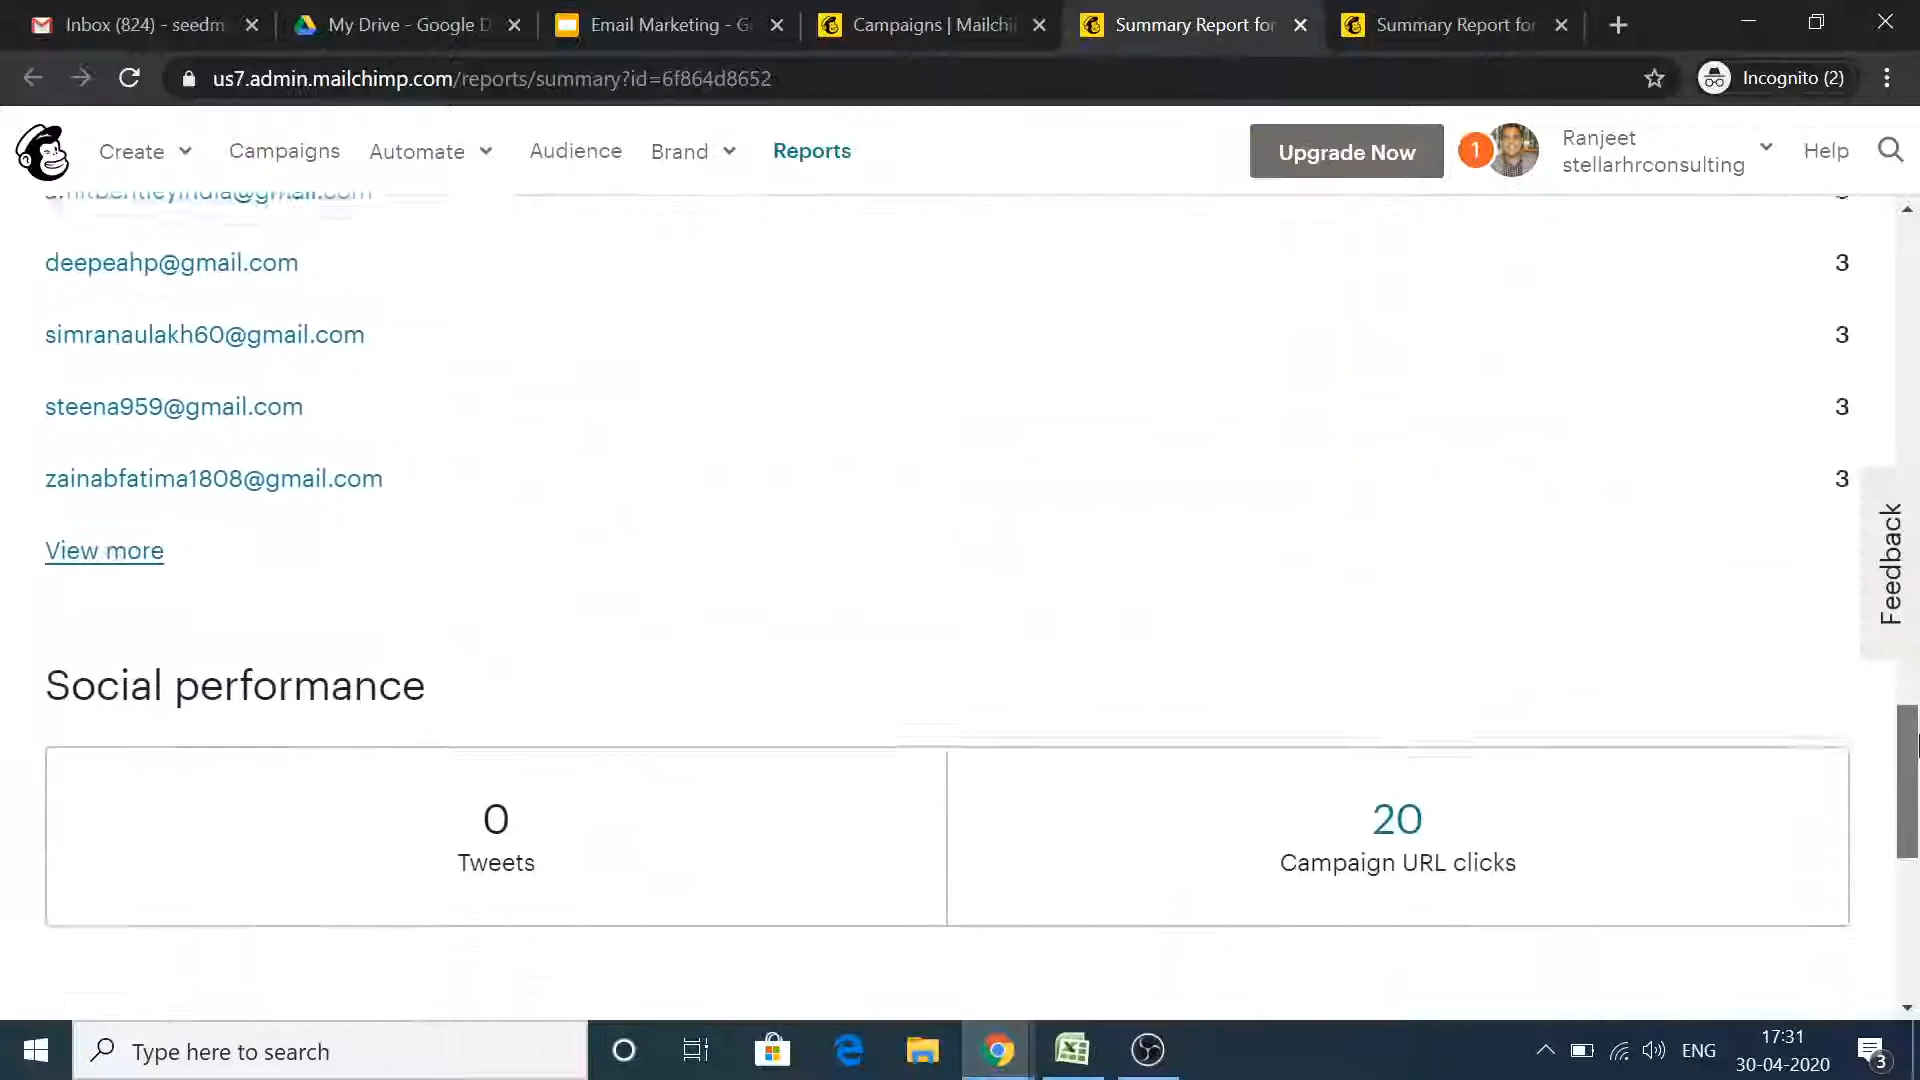 Inbox (824) - seedm
My Drive - Google D
Email Marketing - G
Campaigns | Mailchi
Summary Report for
Summary Report for
us7.admin.mailchimp.com/reports/summary?id=6f864d8652
Incognito (2)
Create
Campaigns
Automate
Audience
Brand
Reports
Upgrade Now
1
Ranjeet
stellarhrconsulting
Help
deepeahp@gmail.com 3
simranaulakh60@gmail.com 3
steena959@gmail.com 3
zainabfatima1808@gmail.com 3
View more
Feedback
Social performance
0
Tweets
20
Campaign URL clicks
Type here to search
ENG
17:31
30-04-2020
3